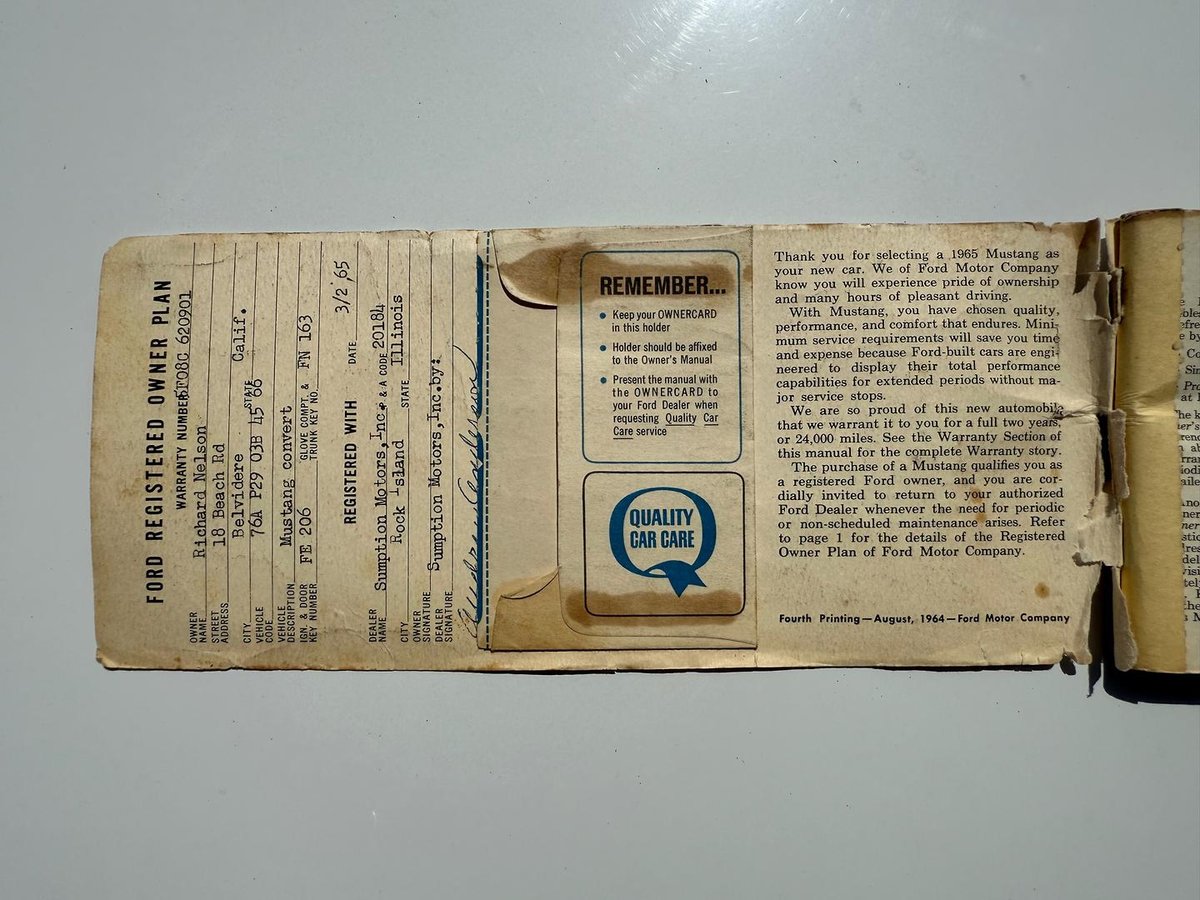 FORD REGISTERED OWNER PLAN
WARRANTY NUMBER 5T08C 620901
OWNER NAME Richard Nelson
STREET ADDRESS 18 Beach Rd
CITY Belvidere STATE Calif.
VEHICLE CODE 76A P29 03B 45 66
VEHICLE DESCRIPTION Mustang convert
IGN. & DOOR KEY NUMBER FE 206 GLOVE COMPT. & TRUNK KEY NO. FN 163
REGISTERED WITH DATE 3/2'65
DEALER NAME Sumption Motors,Inc. P & A CODE 20184
CITY Rock Island STATE Illinois
OWNER SIGNATURE
DEALER SIGNATURE Sumption Motors,Inc.by:
REMEMBER...
• Keep your OWNERCARD
in this holder
• Holder should be affixed
to the Owner's Manual
• Present the manual with
the OWNERCARD to
your Ford Dealer when
requesting Quality Car
Care service
QUALITY
CAR CARE
Thank you for selecting a 1965 Mustang as
your new car. We of Ford Motor Company
know you will experience pride of ownership
and many hours of pleasant driving.
With Mustang, you have chosen quality,
performance, and comfort that endures. Mini-
mum service requirements will save you time
and expense because Ford-built cars are engi-
neered to display their total performance
capabilities for extended periods without ma-
jor service stops.
We are so proud of this new automobile
that we warrant it to you for a full two years,
or 24,000 miles. See the Warranty Section of
this manual for the complete Warranty story.
The purchase of a Mustang qualifies you as
a registered Ford owner, and you are cor-
dially invited to return to your authorized
Ford Dealer whenever the need for periodic
or non-scheduled maintenance arises. Refer
to page 1 for the details of the Registered
Owner Plan of Ford Motor Company.
Fourth Printing—August, 1964—Ford Motor Company